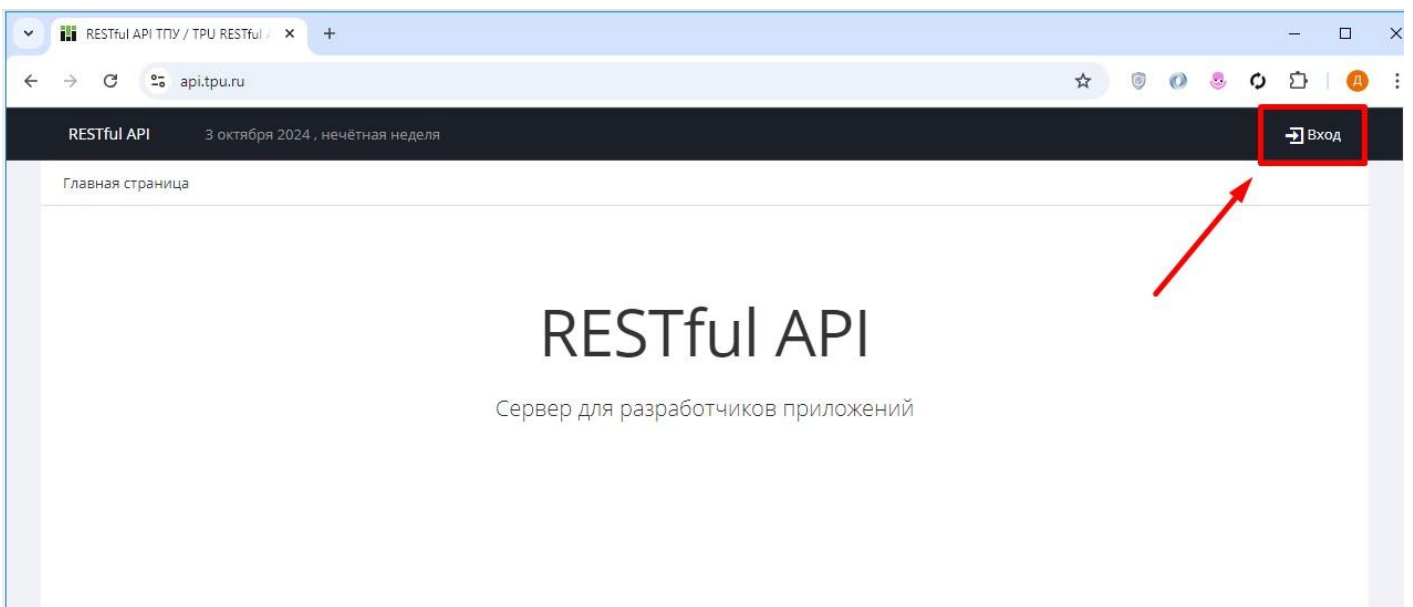 RESTful API ТПУ / TPU RESTful
api.tpu.ru
Д
RESTful API
3 октября 2024 , нечётная неделя
Вход
Главная страница
RESTful API
Сервер для разработчиков приложений